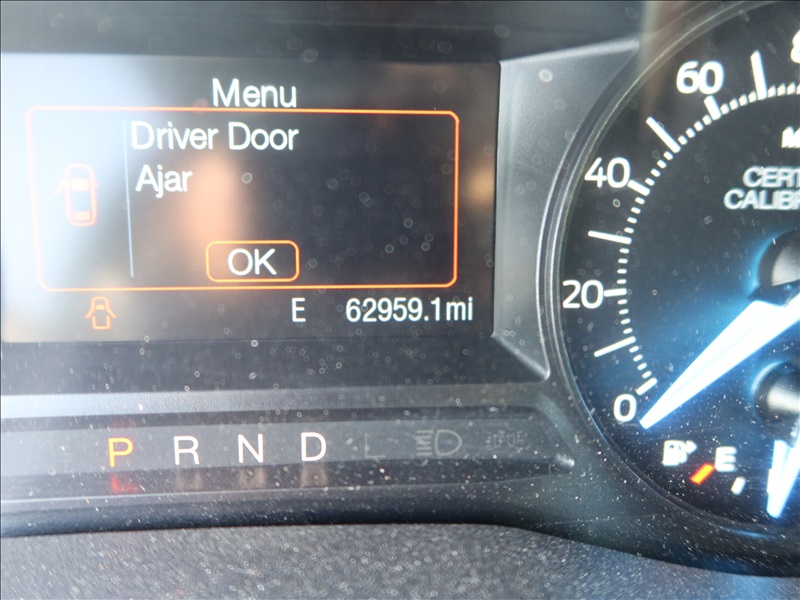 Menu
Driver Door
Ajar
OK
E 62959.1mi
P R N D L
60
40
20
0
E